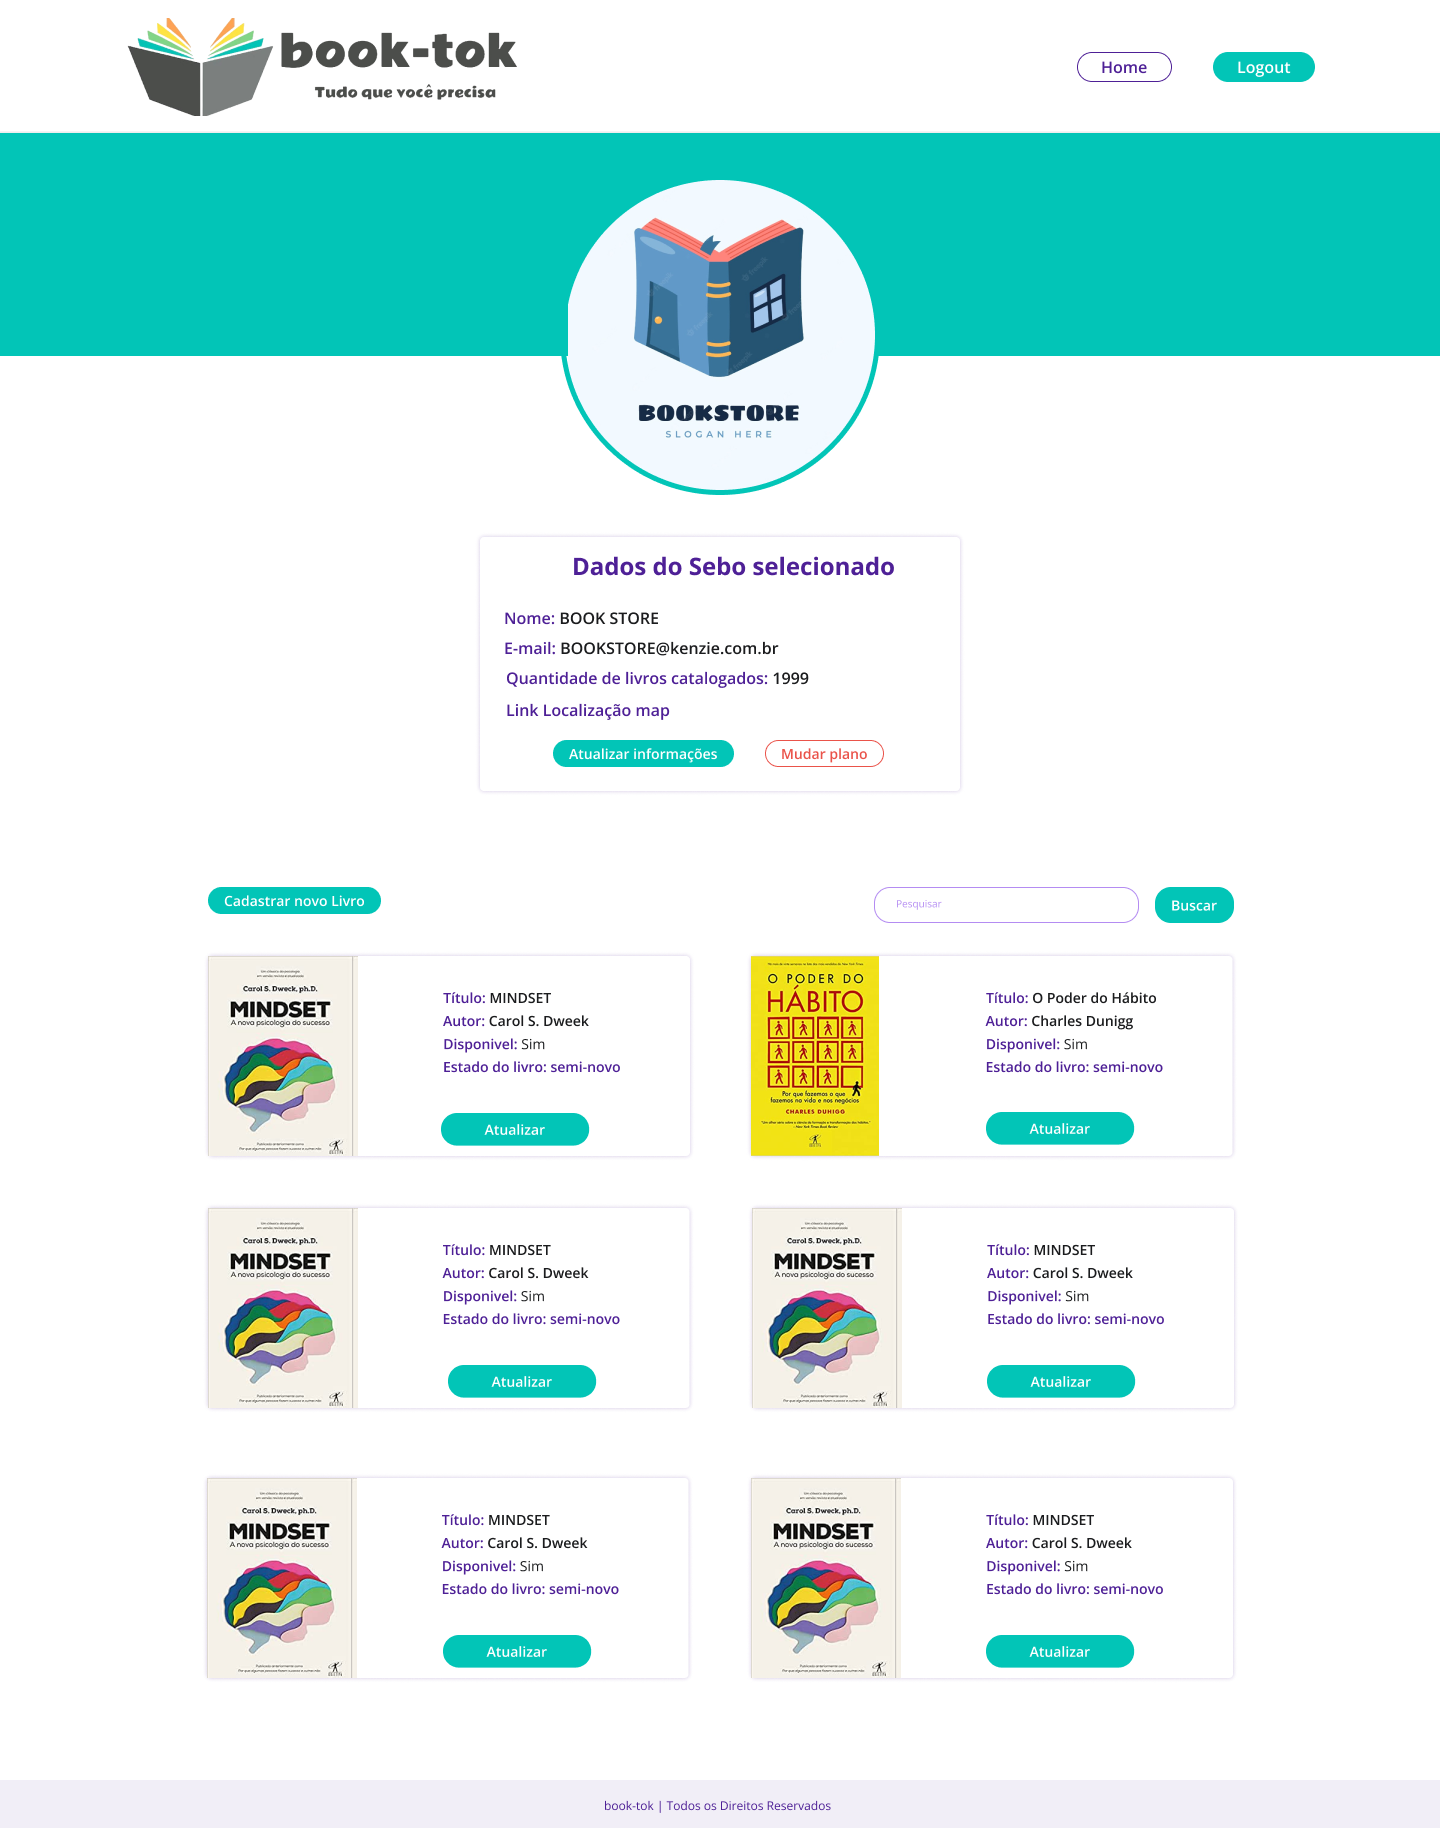 book-tok
Tudo que você precisa
Home
Logout
BOOKSTORE
SLOGAN HERE
Dados do Sebo selecionado
Nome: BOOK STORE
E-mail: BOOKSTORE@kenzie.com.br
Quantidade de livros catalogados: 1999
Link Localização map
Atualizar informações
Mudar plano
Cadastrar novo Livro
Pesquisar
Buscar
Carol S. Dweck, ph.D.
MINDSET
A nova psicologia do sucesso
Título: MINDSET
Autor: Carol S. Dweek
Disponivel: Sim
Estado do livro: semi-novo
Atualizar
O PODER DO
HÁBITO
Por que fazemos o que
fazemos na vida e nos negócios
CHARLES DUHIGG
Título: O Poder do Hábito
Autor: Charles Dunigg
Disponivel: Sim
Estado do livro: semi-novo
Atualizar
Carol S. Dweck, ph.D.
MINDSET
A nova psicologia do sucesso
Título: MINDSET
Autor: Carol S. Dweek
Disponivel: Sim
Estado do livro: semi-novo
Atualizar
Carol S. Dweck, ph.D.
MINDSET
A nova psicologia do sucesso
Título: MINDSET
Autor: Carol S. Dweek
Disponivel: Sim
Estado do livro: semi-novo
Atualizar
Carol S. Dweck, ph.D.
MINDSET
A nova psicologia do sucesso
Título: MINDSET
Autor: Carol S. Dweek
Disponivel: Sim
Estado do livro: semi-novo
Atualizar
Carol S. Dweck, ph.D.
MINDSET
A nova psicologia do sucesso
Título: MINDSET
Autor: Carol S. Dweek
Disponivel: Sim
Estado do livro: semi-novo
Atualizar
book-tok | Todos os Direitos Reservados